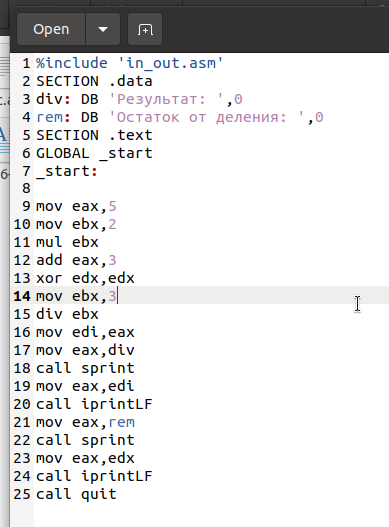 Open
1 %include 'in_out.asm'
2 SECTION .data
3 div: DB 'Результат: ',0
4 rem: DB 'Остаток от деления: ',0
5 SECTION .text
6 GLOBAL _start
7 _start:
8
9 mov eax,5
10 mov ebx,2
11 mul ebx
12 add eax,3
13 xor edx,edx
14 mov ebx,3
15 div ebx
16 mov edi,eax
17 mov eax,div
18 call sprint
19 mov eax,edi
20 call iprintLF
21 mov eax,rem
22 call sprint
23 mov eax,edx
24 call iprintLF
25 call quit